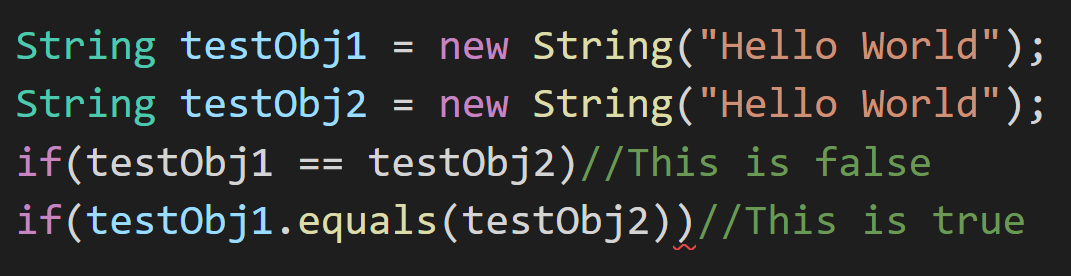 String testObj1 = new String("Hello World");
String testObj2 = new String("Hello World");
if(testObj1 == testObj2)//This is false
if(testObj1.equals(testObj2))//This is true